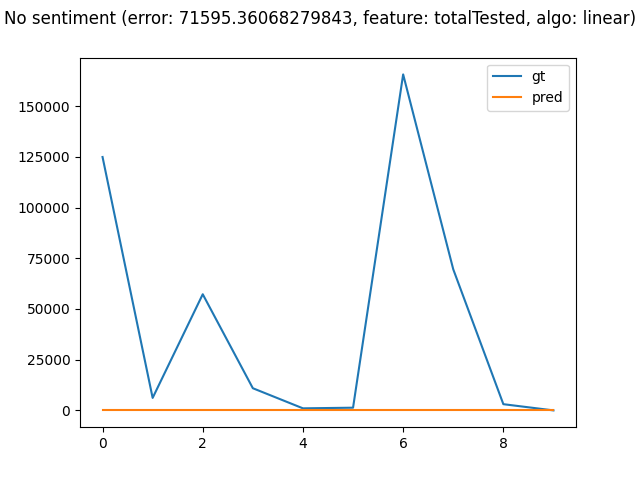 No sentiment (error: 71595.36068279843, feature: totalTested, algo: linear)
gt
pred
150000
125000
100000
75000
50000
25000
0
0 2 4 6 8